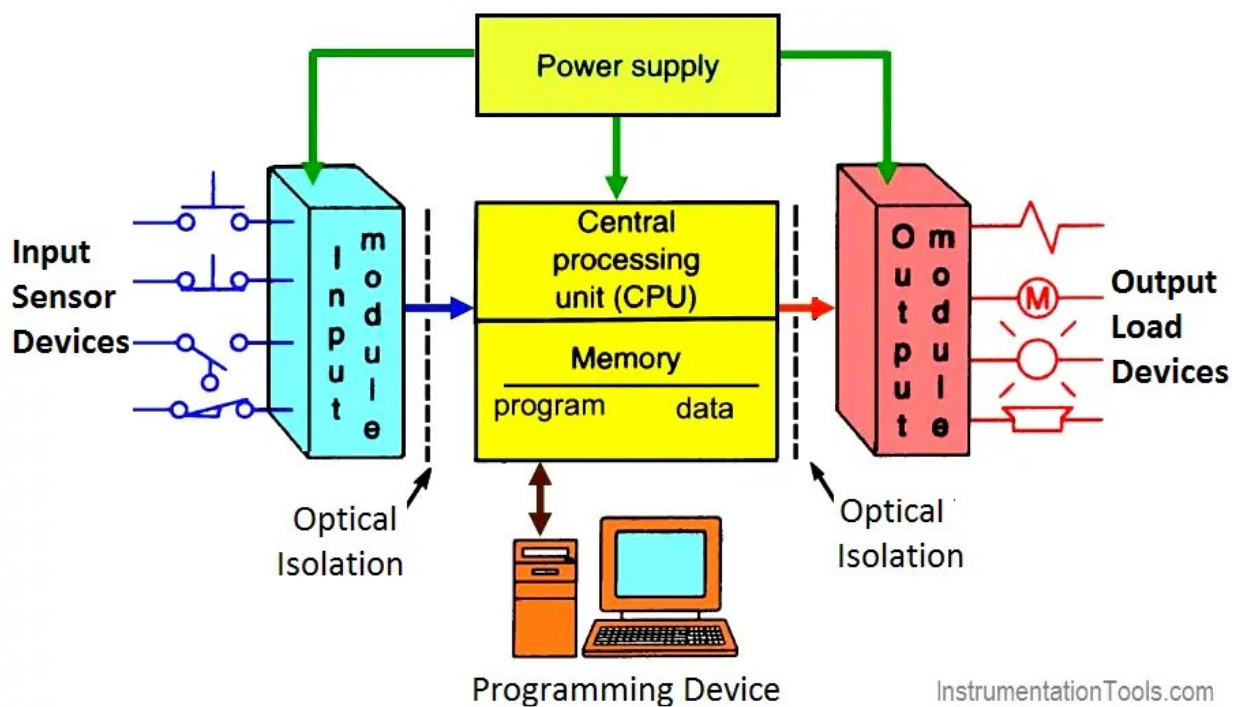 Power supply
Input
Sensor
Devices
Input
module
Central
processing
unit (CPU)
Memory
program data
Output
module
M
Output
Load
Devices
Optical
Isolation
Optical
Isolation
Programming Device
InstrumentationTools.com